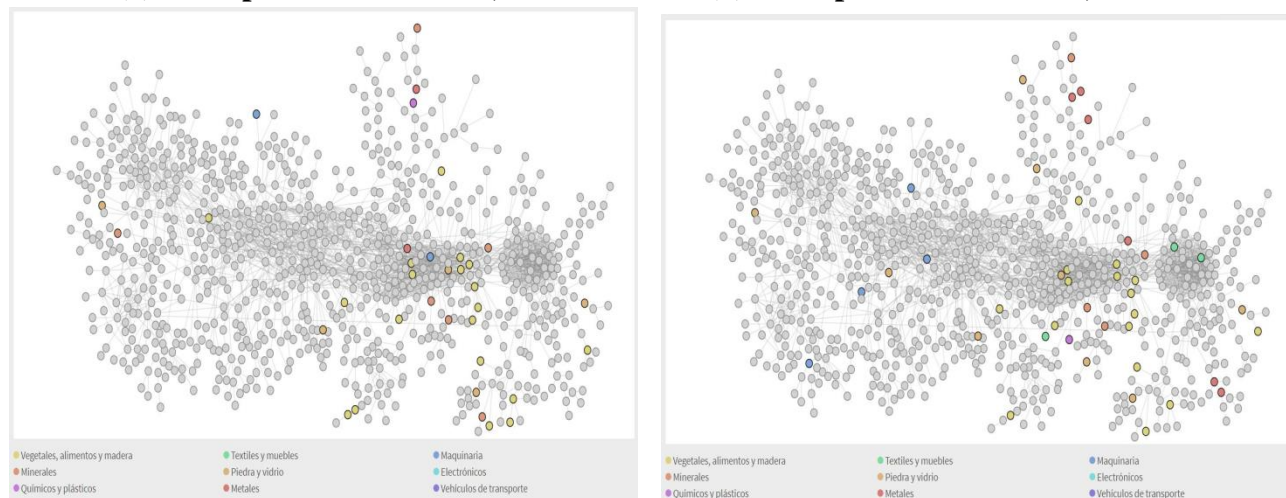 Vegetales, alimentos y madera
Textiles y muebles
Maquinaria
Minerales
Piedra y vidrio
Electrónicos
Químicos y plásticos
Metales
Vehículos de transporte
Vegetales, alimentos y madera
Textiles y muebles
Maquinaria
Minerales
Piedra y vidrio
Electrónicos
Químicos y plásticos
Metales
Vehículos de transporte